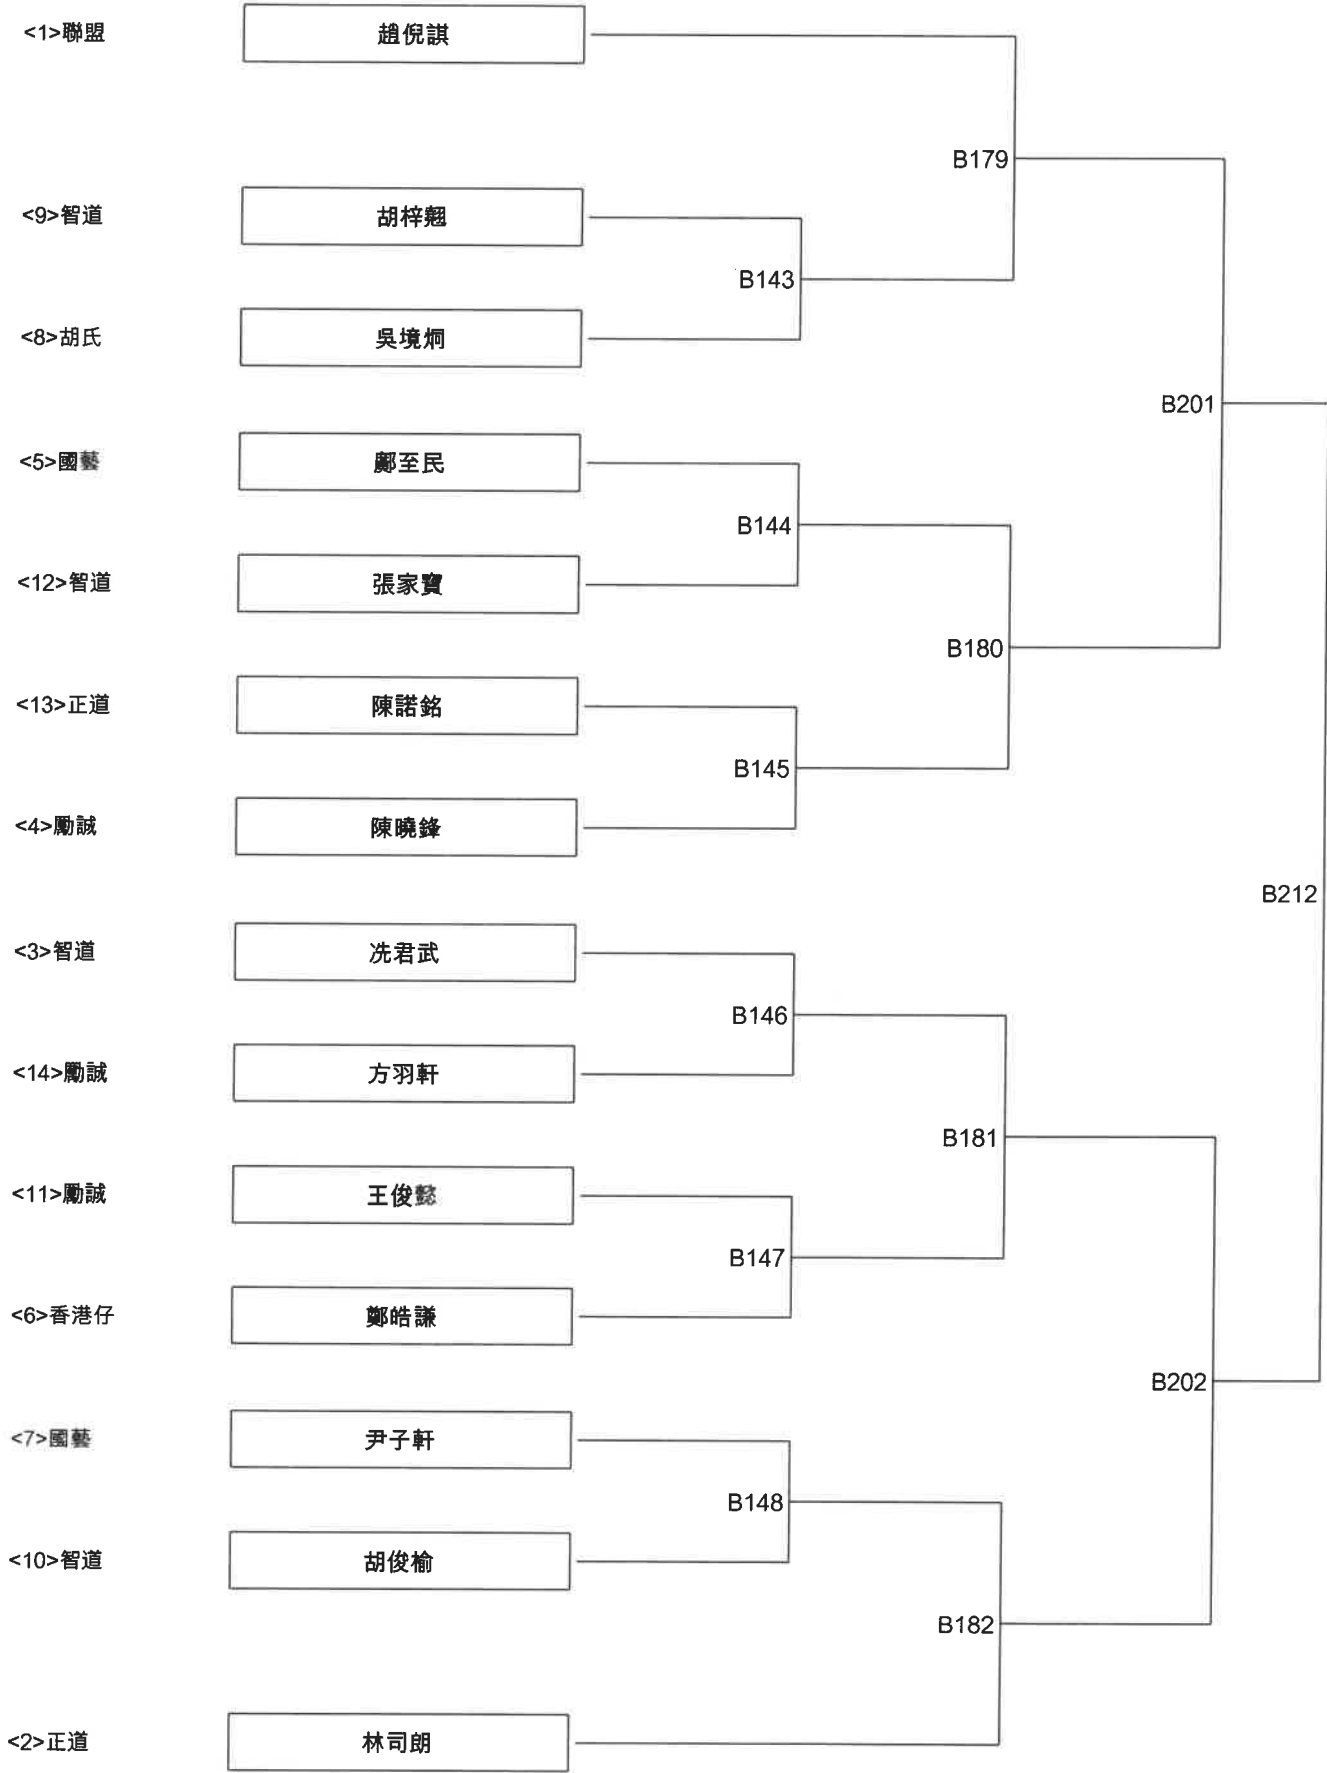 <1>聯盟 趙倪諆
B179
<9>智道 胡梓翹
B143
<8>胡氏 吳境炯
B201
<5>國藝 鄺至民
B144
<12>智道 張家寶
B180
<13>正道 陳諾銘
B145
<4>勵誠 陳曉鋒
B212
<3>智道 冼君武
B146
<14>勵誠 方羽軒
B181
<11>勵誠 王俊懿
B147
<6>香港仔 鄭皓謙
B202
<7>國藝 尹子軒
B148
<10>智道 胡俊榆
B182
<2>正道 林司朗